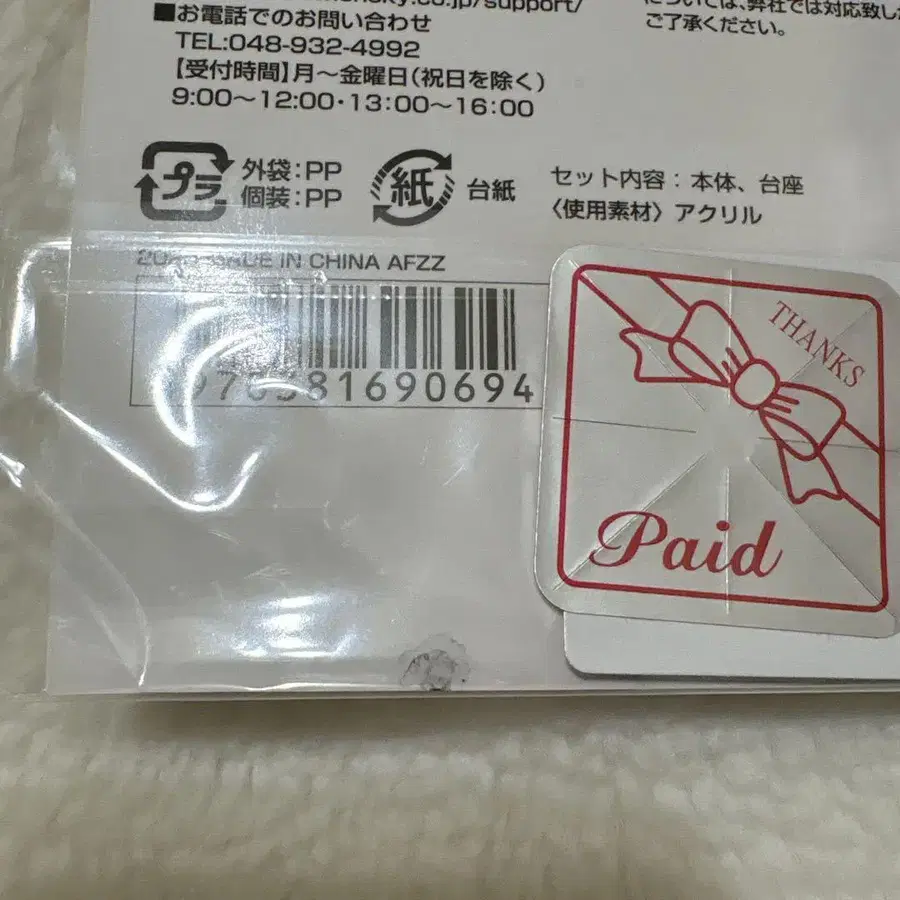 .co.jp/support/
■お電話でのお問い合わせ
TEL:048-932-4992
【受付時間】月〜金曜日(祝日を除く)
9:00〜12:00・13:00〜16:00
ご了承ください。
プラ
外袋:PP
個装:PP
紙
台紙
セット内容:本体、台座
〈使用素材〉アクリル
MADE IN CHINA AFZZ
81690694
THANKS
Paid